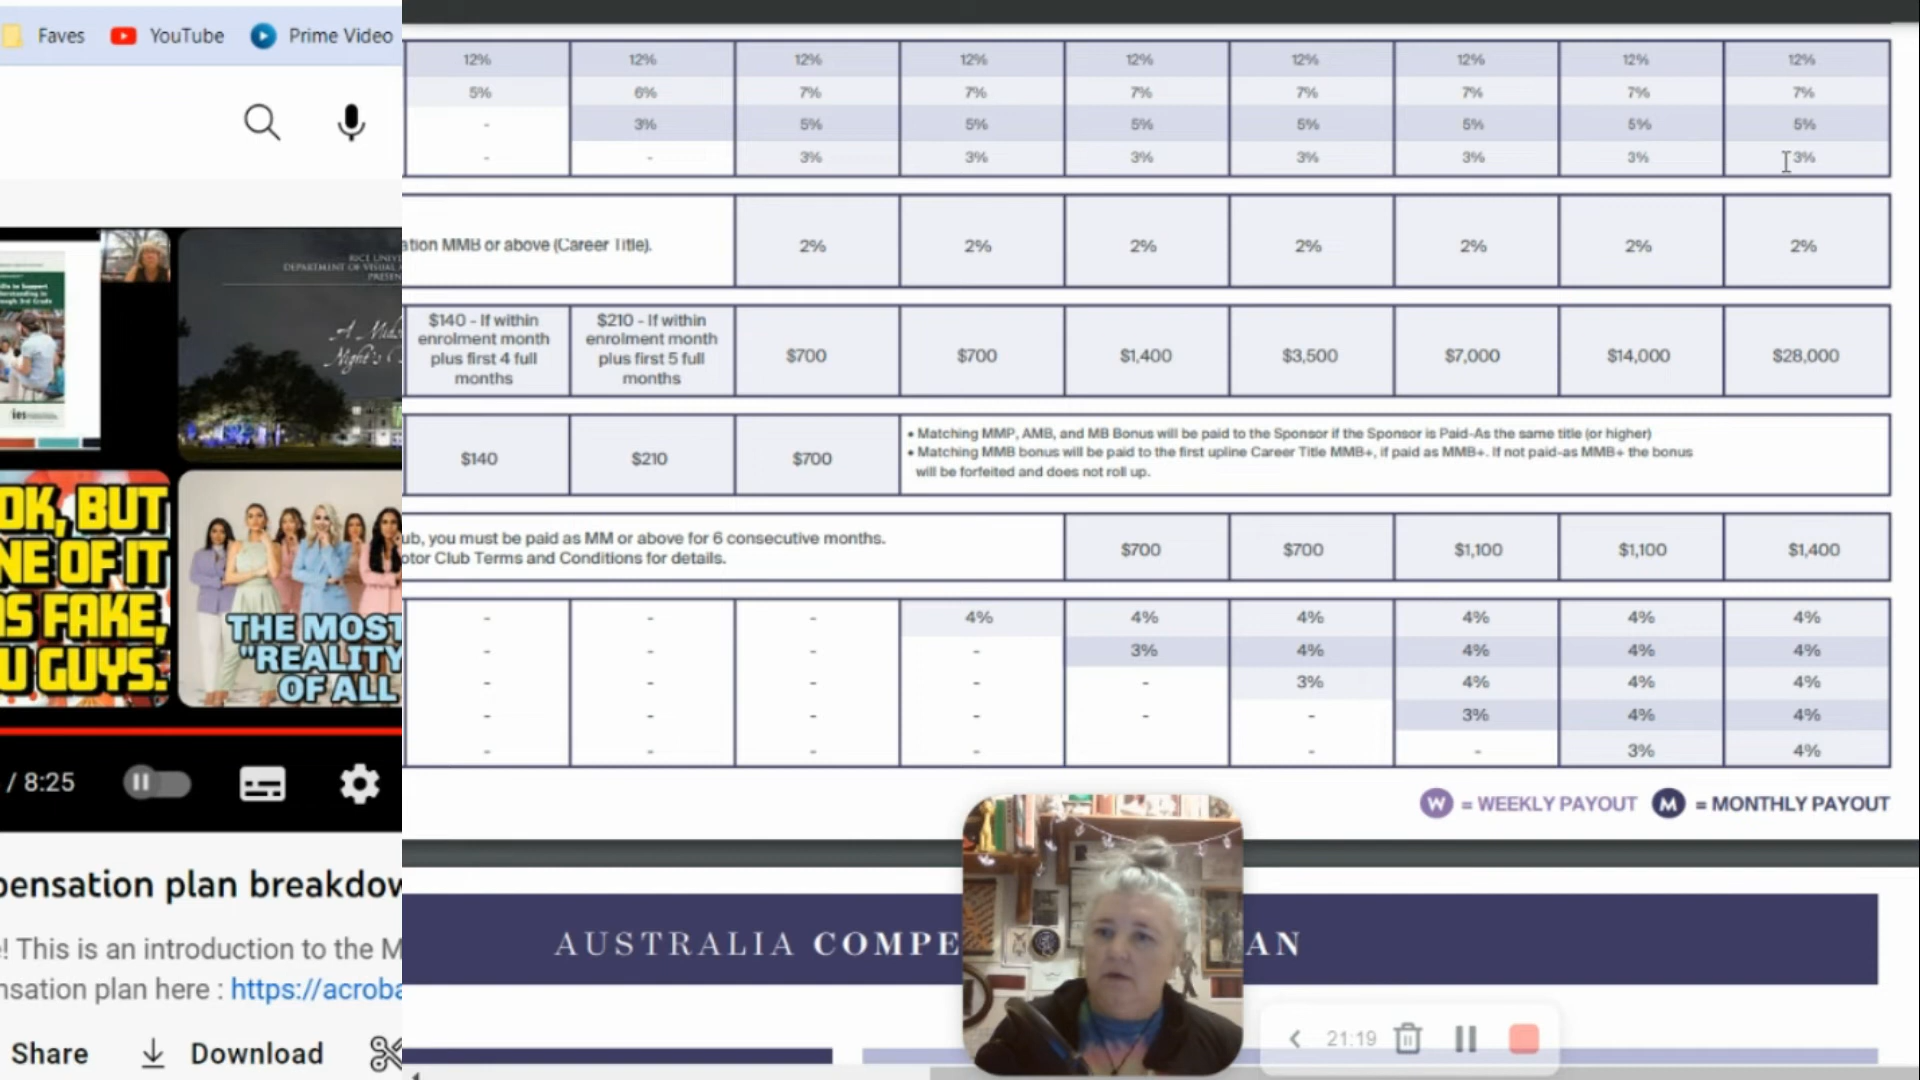 Faves YouTube Prime Video
RICE UNIV
DEPARTMENT OF VISUAL
PRESEN
A Mids
Night's
ies
OK, BUT
NE OF IT
S FAKE,
U GUYS.
THE MOST
"REALITY
OF ALL
/ 8:25
pensation plan breakdow
e! This is an introduction to the M
nsation plan here : https://acroba
Share Download
12% 12% 12% 12% 12% 12% 12% 12% 12%
5% 6% 7% 7% 7% 7% 7% 7% 7%
- 3% 5% 5% 5% 5% 5% 5% 5%
- - 3% 3% 3% 3% 3% 3% 3%
ation MMB or above (Career Title). 2% 2% 2% 2% 2% 2% 2%
$140 - If within enrolment month plus first 4 full months
$210 - If within enrolment month plus first 5 full months
$700 $700 $1,400 $3,500 $7,000 $14,000 $28,000
$140 $210 $700
• Matching MMP, AMB, and MB Bonus will be paid to the Sponsor if the Sponsor is Paid-As the same title (or higher)
• Matching MMB bonus will be paid to the first upline Career Title MMB+, if paid as MMB+. If not paid-as MMB+ the bonus
will be forfeited and does not roll up.
ub, you must be paid as MM or above for 6 consecutive months.
otor Club Terms and Conditions for details.
$700 $700 $1,100 $1,100 $1,400
- - - 4% 4% 4% 4% 4% 4%
- - - - 3% 4% 4% 4% 4%
- - - - - 3% 4% 4% 4%
- - - - - - 3% 4% 4%
- - - - - - - 3% 4%
W = WEEKLY PAYOUT M = MONTHLY PAYOUT
AUSTRALIA COMPE AN
21:19